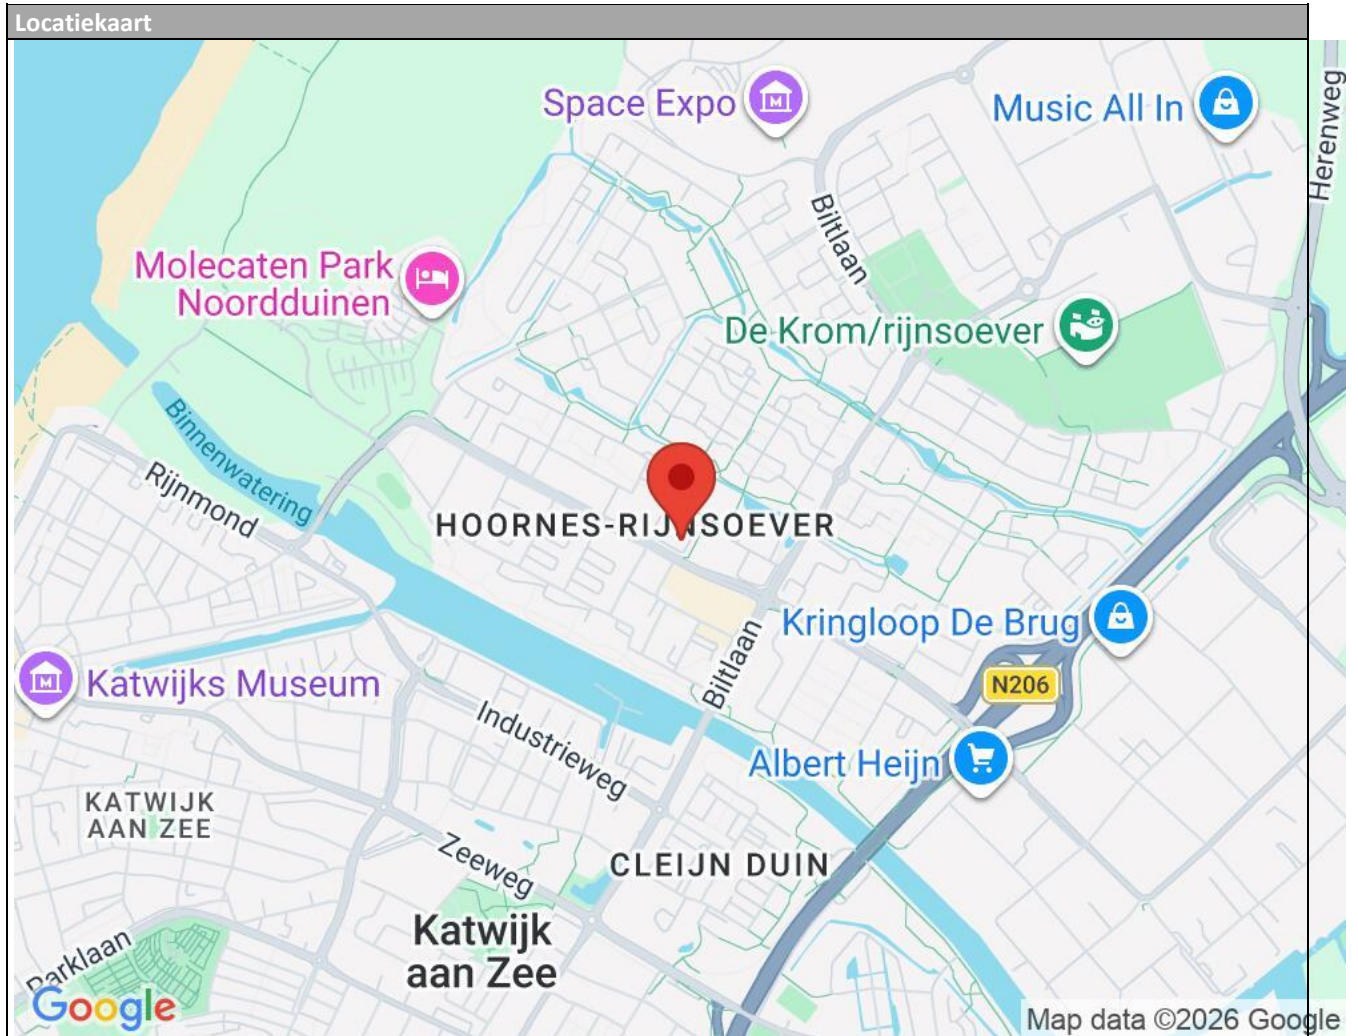 Locatiekaart
Space Expo
Music All In
Herenweg
Biltlaan
Molecaten Park
Noordduinen
De Krom/rijnsoever
Binnenwatering
Rijnmond
HOORNES-RIJNSOEVER
Kringloop De Brug
Biltlaan
N206
Katwijks Museum
Industrieweg
Albert Heijn
KATWIJK
AAN ZEE
Zeeweg
CLEIJN DUIN
Katwijk
aan Zee
Parklaan
Google
Map data ©2026 Google